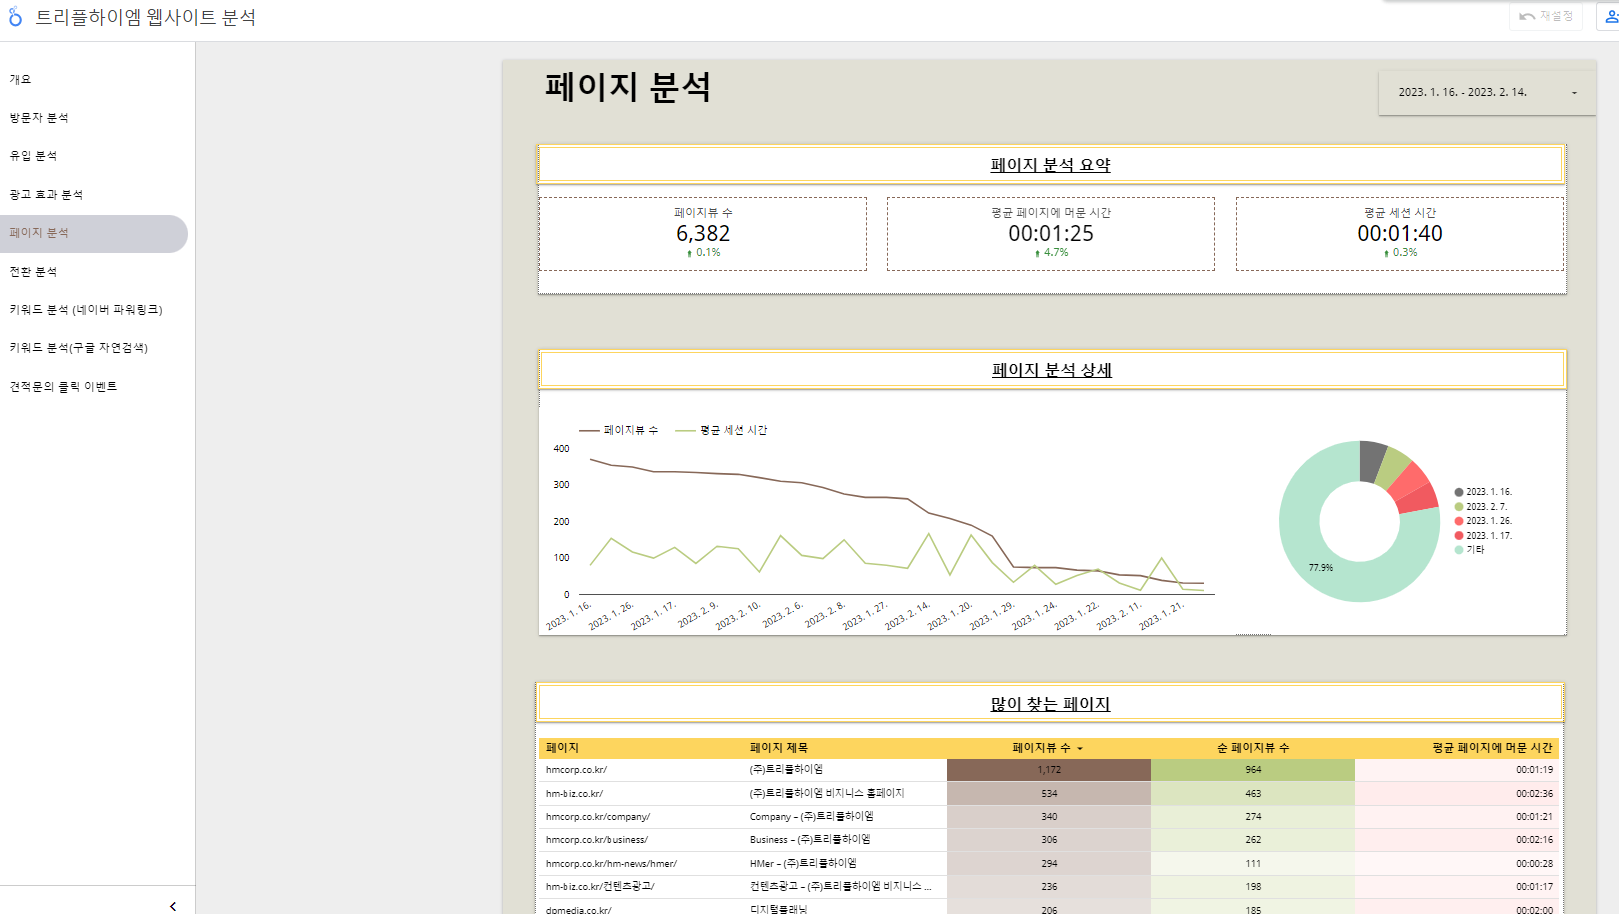 트리플하이엠 웹사이트 분석
재설정
개요
방문자 분석
유입 분석
광고 효과 분석
페이지 분석
전환 분석
키워드 분석 (네이버 파워링크)
키워드 분석(구글 자연검색)
견적문의 클릭 이벤트
페이지 분석
2023. 1. 16. - 2023. 2. 14.
페이지 분석 요약
페이지뷰 수
6,382
0.1%
평균 페이지에 머문 시간
00:01:25
4.7%
평균 세션 시간
00:01:40
0.3%
페이지 분석 상세
페이지뷰 수 평균 세션 시간
400
300
200
100
0
2023. 1. 16. 2023. 1. 26. 2023. 1. 17. 2023. 2. 9. 2023. 2. 10. 2023. 2. 6. 2023. 2. 8. 2023. 1. 27. 2023. 2. 14. 2023. 1. 20. 2023. 1. 29. 2023. 1. 24. 2023. 1. 22. 2023. 2. 11. 2023. 1. 21.
77.9%
2023. 1. 16.
2023. 2. 7.
2023. 1. 26.
2023. 1. 17.
기타
많이 찾는 페이지
페이지 페이지 제목 페이지뷰 수 순 페이지뷰 수 평균 페이지에 머문 시간
hmcorp.co.kr/ (주)트리플하이엠 1,172 964 00:01:19
hm-biz.co.kr/ (주)트리플하이엠 비지니스 홈페이지 534 463 00:02:36
hmcorp.co.kr/company/ Company – (주)트리플하이엠 340 274 00:01:21
hmcorp.co.kr/business/ Business – (주)트리플하이엠 306 262 00:02:16
hmcorp.co.kr/hm-news/hmer/ HMer – (주)트리플하이엠 294 111 00:00:28
hm-biz.co.kr/컨텐츠광고/ 컨텐츠광고 – (주)트리플하이엠 비지니스 ... 236 198 00:01:17
dpmedia.co.kr/ 디지털플래닝 206 185 00:02:00